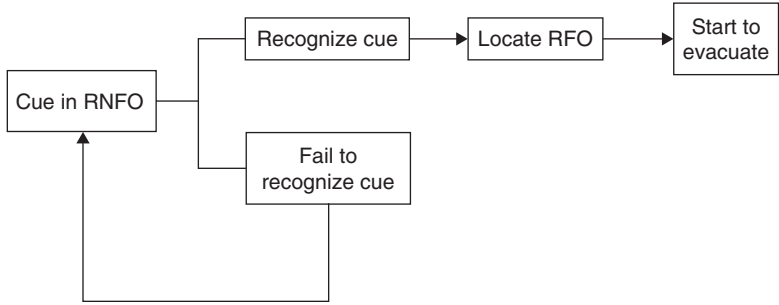 Recognize cue
Locate RFO
Start to
evacuate
Cue in RNFO
Fail to
recognize cue